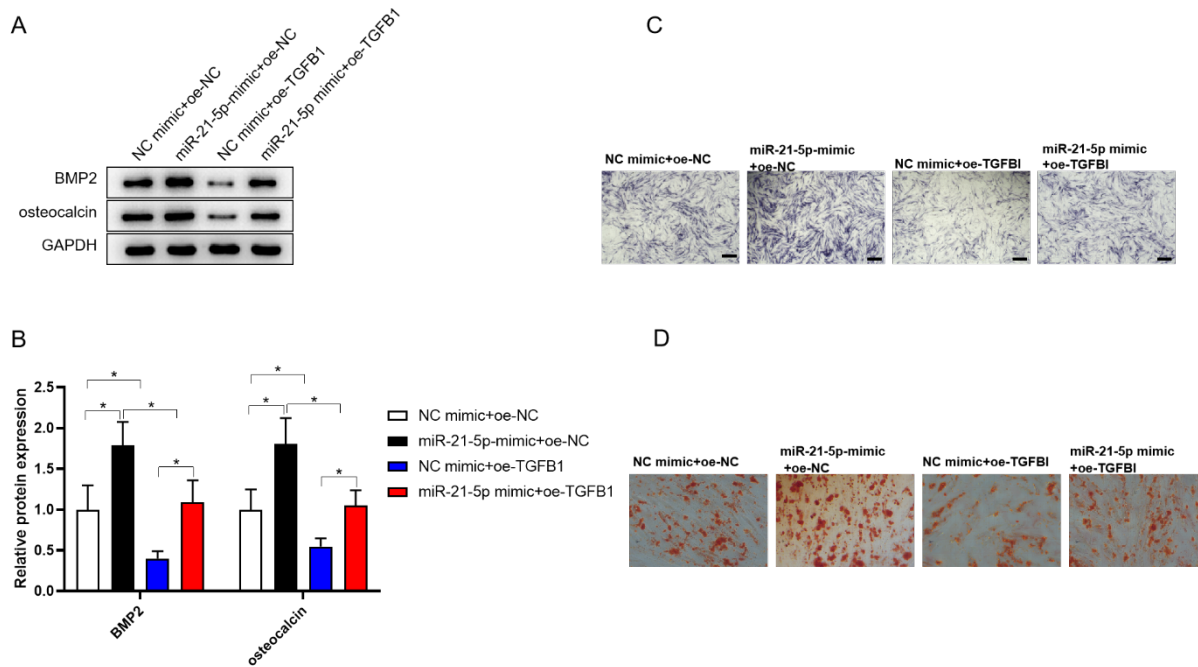 A
NC mimic+oe-NC
miR-21-5p-mimic+oe-NC
NC mimic+oe-TGFB1
miR-21-5p mimic+oe-TGFB1
BMP2
osteocalcin
GAPDH
B
Relative protein expression
2.5
2.0
1.5
1.0
0.5
0.0
* * * *
* * * *
BMP2
osteocalcin
NC mimic+oe-NC
miR-21-5p-mimic+oe-NC
NC mimic+oe-TGFB1
miR-21-5p mimic+oe-TGFB1
C
NC mimic+oe-NC
miR-21-5p-mimic
+oe-NC
NC mimic+oe-TGFBI
miR-21-5p mimic
+oe-TGFBI
D
NC mimic+oe-NC
miR-21-5p-mimic
+oe-NC
NC mimic+oe-TGFBI
miR-21-5p mimic
+oe-TGFBI